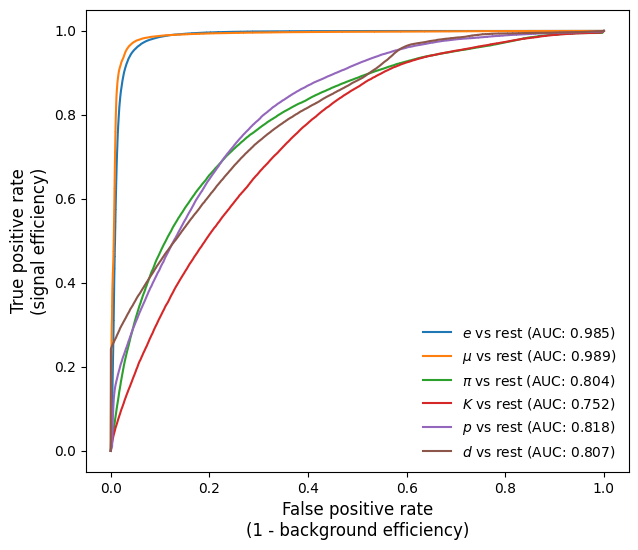 1.0
0.8
0.6
0.4
0.2
0.0
True positive rate
(signal efficiency)
e vs rest (AUC: 0.985)
μ vs rest (AUC: 0.989)
π vs rest (AUC: 0.804)
K vs rest (AUC: 0.752)
p vs rest (AUC: 0.818)
d vs rest (AUC: 0.807)
0.0 0.2 0.4 0.6 0.8 1.0
False positive rate
(1 - background efficiency)